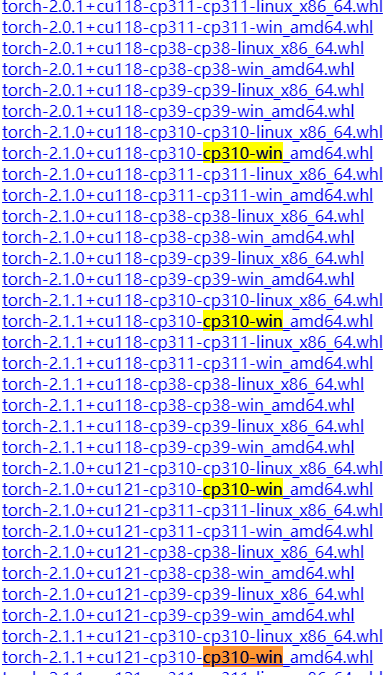 torch-2.0.1+cu118-cp311-cp311-linux_x86_64.whl
torch-2.0.1+cu118-cp311-cp311-win_amd64.whl
torch-2.0.1+cu118-cp38-cp38-linux_x86_64.whl
torch-2.0.1+cu118-cp38-cp38-win_amd64.whl
torch-2.0.1+cu118-cp39-cp39-linux_x86_64.whl
torch-2.0.1+cu118-cp39-cp39-win_amd64.whl
torch-2.1.0+cu118-cp310-cp310-linux_x86_64.whl
torch-2.1.0+cu118-cp310-cp310-win_amd64.whl
torch-2.1.0+cu118-cp311-cp311-linux_x86_64.whl
torch-2.1.0+cu118-cp311-cp311-win_amd64.whl
torch-2.1.0+cu118-cp38-cp38-linux_x86_64.whl
torch-2.1.0+cu118-cp38-cp38-win_amd64.whl
torch-2.1.0+cu118-cp39-cp39-linux_x86_64.whl
torch-2.1.0+cu118-cp39-cp39-win_amd64.whl
torch-2.1.1+cu118-cp310-cp310-linux_x86_64.whl
torch-2.1.1+cu118-cp310-cp310-win_amd64.whl
torch-2.1.1+cu118-cp311-cp311-linux_x86_64.whl
torch-2.1.1+cu118-cp311-cp311-win_amd64.whl
torch-2.1.1+cu118-cp38-cp38-linux_x86_64.whl
torch-2.1.1+cu118-cp38-cp38-win_amd64.whl
torch-2.1.1+cu118-cp39-cp39-linux_x86_64.whl
torch-2.1.1+cu118-cp39-cp39-win_amd64.whl
torch-2.1.0+cu121-cp310-cp310-linux_x86_64.whl
torch-2.1.0+cu121-cp310-cp310-win_amd64.whl
torch-2.1.0+cu121-cp311-cp311-linux_x86_64.whl
torch-2.1.0+cu121-cp311-cp311-win_amd64.whl
torch-2.1.0+cu121-cp38-cp38-linux_x86_64.whl
torch-2.1.0+cu121-cp38-cp38-win_amd64.whl
torch-2.1.0+cu121-cp39-cp39-linux_x86_64.whl
torch-2.1.0+cu121-cp39-cp39-win_amd64.whl
torch-2.1.1+cu121-cp310-cp310-linux_x86_64.whl
torch-2.1.1+cu121-cp310-cp310-win_amd64.whl